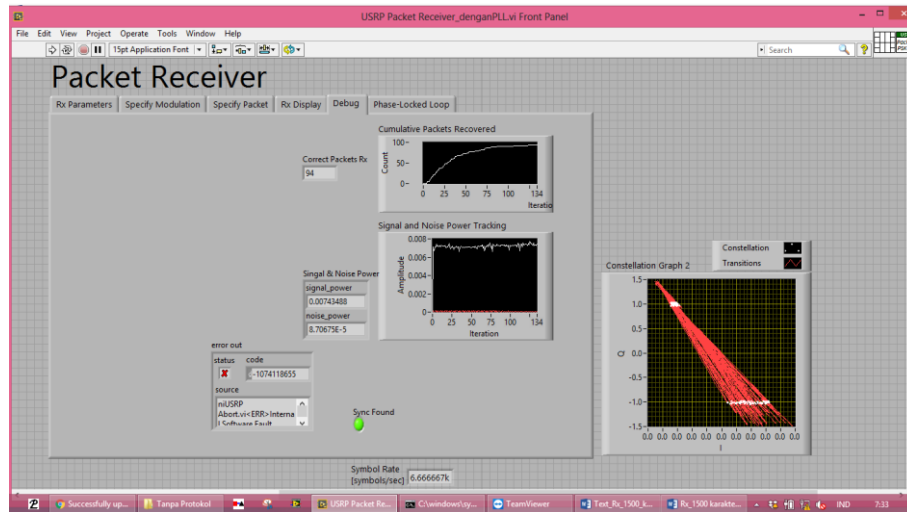 USRP Packet Receiver_denganPLL.vi Front Panel
File Edit View Project Operate Tools Window Help
15pt Application Font
Search
Packet Receiver
Rx Parameters Specify Modulation Specify Packet Rx Display Debug Phase-Locked Loop
Cumulative Packets Recovered
Correct Packets Rx
94
Count
100-
50-
0-
0 25 50 75 100 134
Iteratio
Signal and Noise Power Tracking
Amplitude
0.008-
0.006-
0.004-
0.002-
0-
0 25 50 75 100 134
Iteration
Singal & Noise Power
signal_power
0.00743488
noise_power
8.70675E-5
error out
status code
-1074118655
source
niUSRP
Abort.vi<ERR>Interna
l Software Fault
Sync Found
Symbol Rate
[symbols/sec] 6.666667k
Constellation
Transitions
Constellation Graph 2
Q
1.5-
1.0-
0.5-
0.0-
-0.5-
-1.0-
-1.5-
0.0 0.0 0.0 0.0 0.0 0.0 0.0 0.0 0.0
I
Successfully up... Tanpa Protokol USRP Packet Re... C:\windows\sy... TeamViewer Text_Rx_1500_k... Rx_1500 karakte... IND 7:33